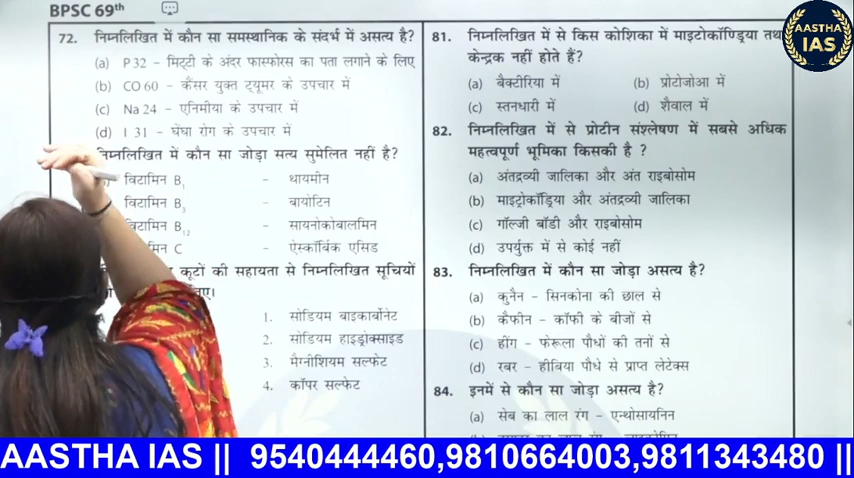 BPSC 69th
72. निम्नलिखित में कौन सा समस्थानिक के संदर्भ में असत्य है?
(a) P 32 - मिट्टी के अंदर फास्फोरस का पता लगाने के लिए
(b) CO 60 - कैंसर युक्त ट्यूमर के उपचार में
(c) Na 24 - एनिमीया के उपचार में
(d) I 31 - घेंघा रोग के उपचार में
निम्नलिखित में कौन सा जोड़ा सत्य सुमेलित नहीं है?
विटामिन B1 - थायमीन
विटामिन B3 - बायोटिन
विटामिन B12 - सायनोकोबालमिन
मिन C - ऐस्कॉर्बिक एसिड
कूटों की सहायता से निम्नलिखित सूचियों
1. सोडियम बाइकार्बोनेट
2. सोडियम हाइड्रोक्साइड
3. मैग्नीशियम सल्फेट
4. कॉपर सल्फेट
81. निम्नलिखित में से किस कोशिका में माइटोकॉण्ड्रिया तथा
केन्द्रक नहीं होते हैं?
(a) बैक्टीरिया में (b) प्रोटोजोआ में
(c) स्तनधारी में (d) शैवाल में
82. निम्नलिखित में से प्रोटीन संश्लेषण में सबसे अधिक
महत्वपूर्ण भूमिका किसकी है ?
(a) अंतद्रव्यी जालिका और अंत राइबोसोम
(b) माइट्रोकॉंड्रिया और अंतद्रव्यी जालिका
(c) गॉल्जी बॉडी और राइबोसोम
(d) उपर्युक्त में से कोई नहीं
83. निम्नलिखित में कौन सा जोड़ा असत्य है?
(a) कुनैन - सिनकोना की छाल से
(b) कैफीन - कॉफी के बीजों से
(c) हींग - फेरूला पौधों की तनों से
(d) रबर - हीविया पौधे से प्राप्त लेटेक्स
84. इनमें से कौन सा जोड़ा असत्य है?
(a) सेब का लाल रंग - एन्थोसायनिन
AASTHA IAS
AASTHA IAS || 9540444460,9810664003,9811343480 ||